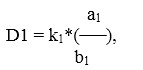 a₁
D1 = k₁*(——),
b₁